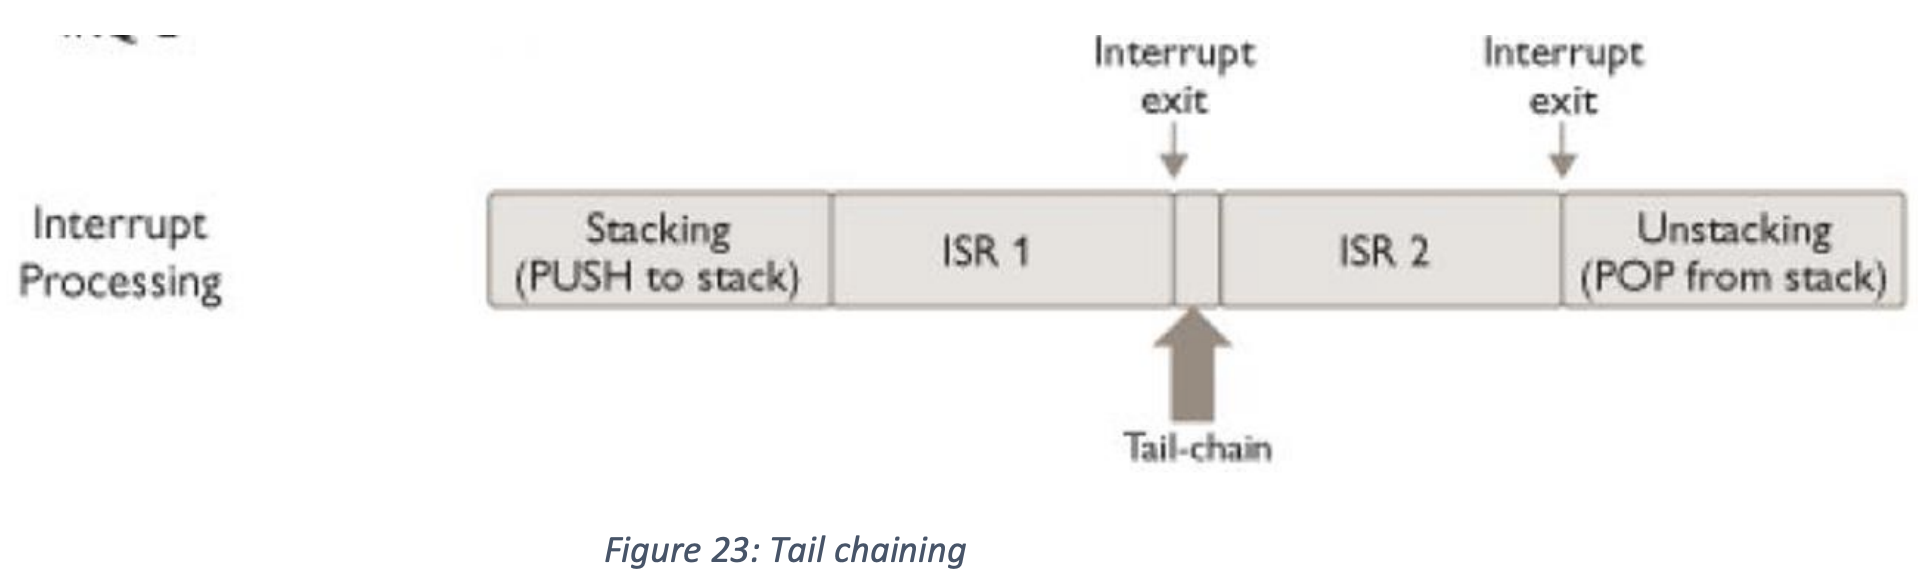 Interrupt
exit
Interrupt
exit
Interrupt
Processing
Stacking
(PUSH to stack)
ISR 1
ISR 2
Unstacking
(POP from stack)
Tail-chain
Figure 23: Tail chaining